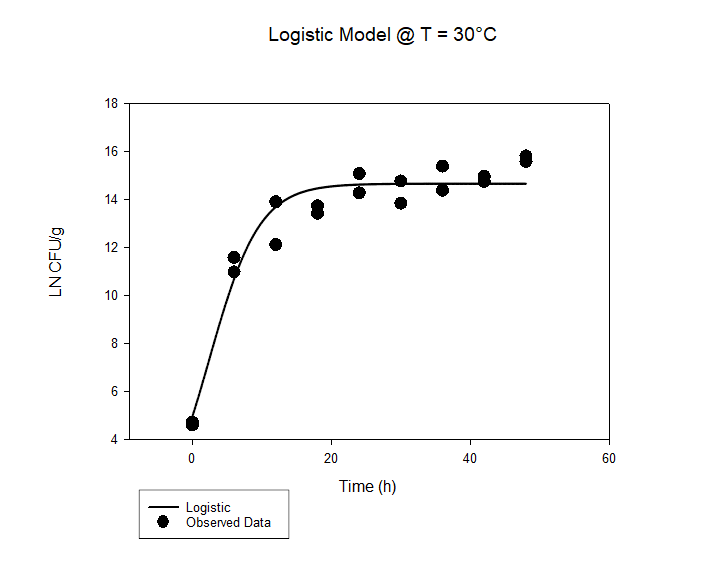 Logistic Model @ T = 30°C
18
16
14
12
10
8
6
4
LN CFU/g
0 20 40 60
Time (h)
Logistic
Observed Data